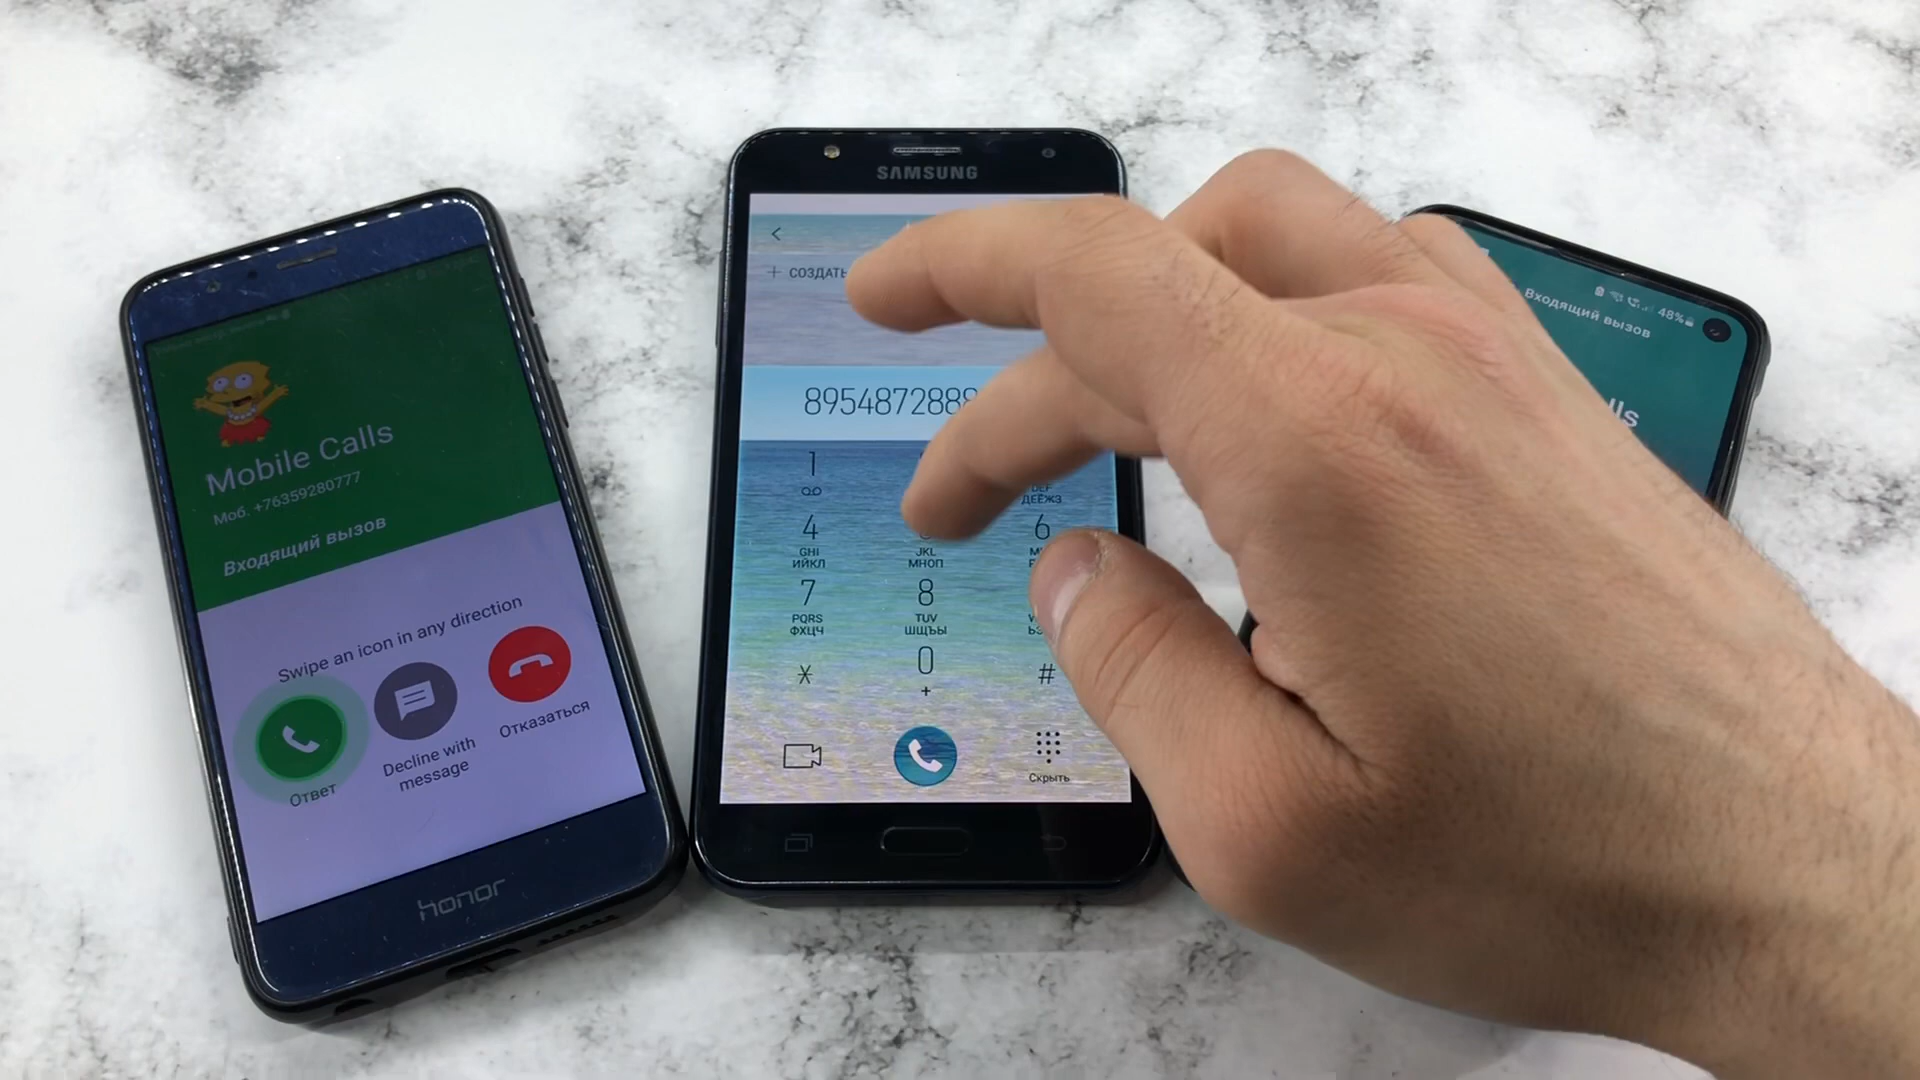 Mobile Calls
Моб. +76359280777
Входящий вызов
Swipe an icon in any direction
Ответ
Decline with
message
Отказаться
honor
SAMSUNG
<
+ СОЗДАТЬ
8954872888
1
4
GHI
ИЙКЛ
JKL
МНОП
6
DEF
ДЕЁЖЗ
7
PQRS
ФХЦЧ
8
TUV
ШЩЪЫ
*
0
+
#
Скрыть
48%
Входящий вызов
lls